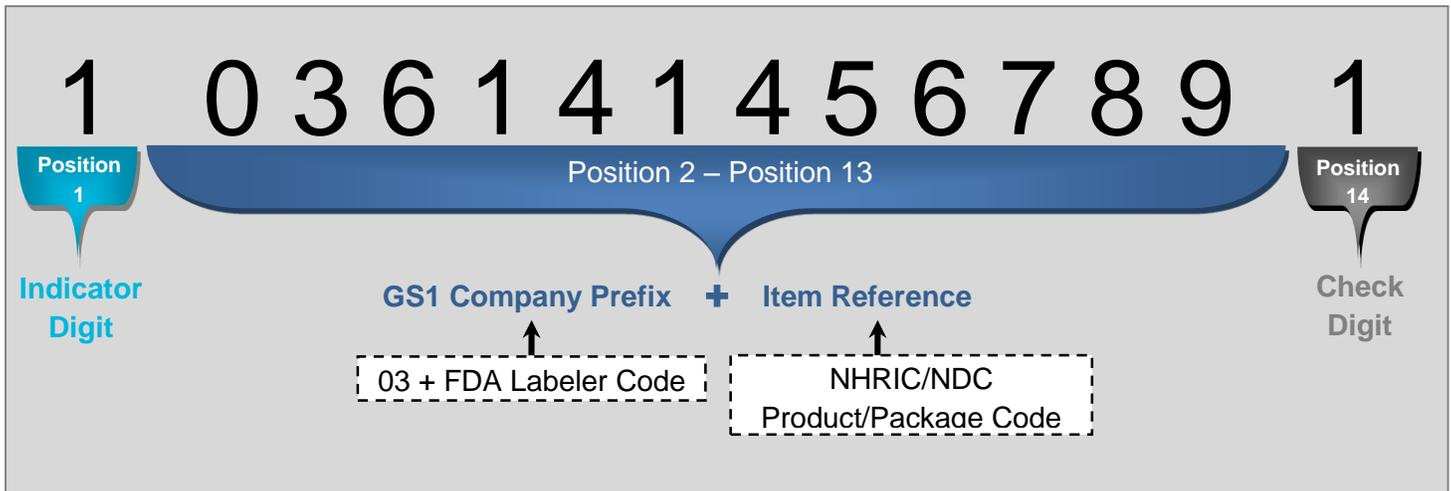 1 0 3 6 1 4 1 4 5 6 7 8 9 1
Position
1
Position 2 – Position 13
Position
14
Indicator
Digit
GS1 Company Prefix + Item Reference
Check
Digit
03 + FDA Labeler Code
NHRIC/NDC
Product/Package Code